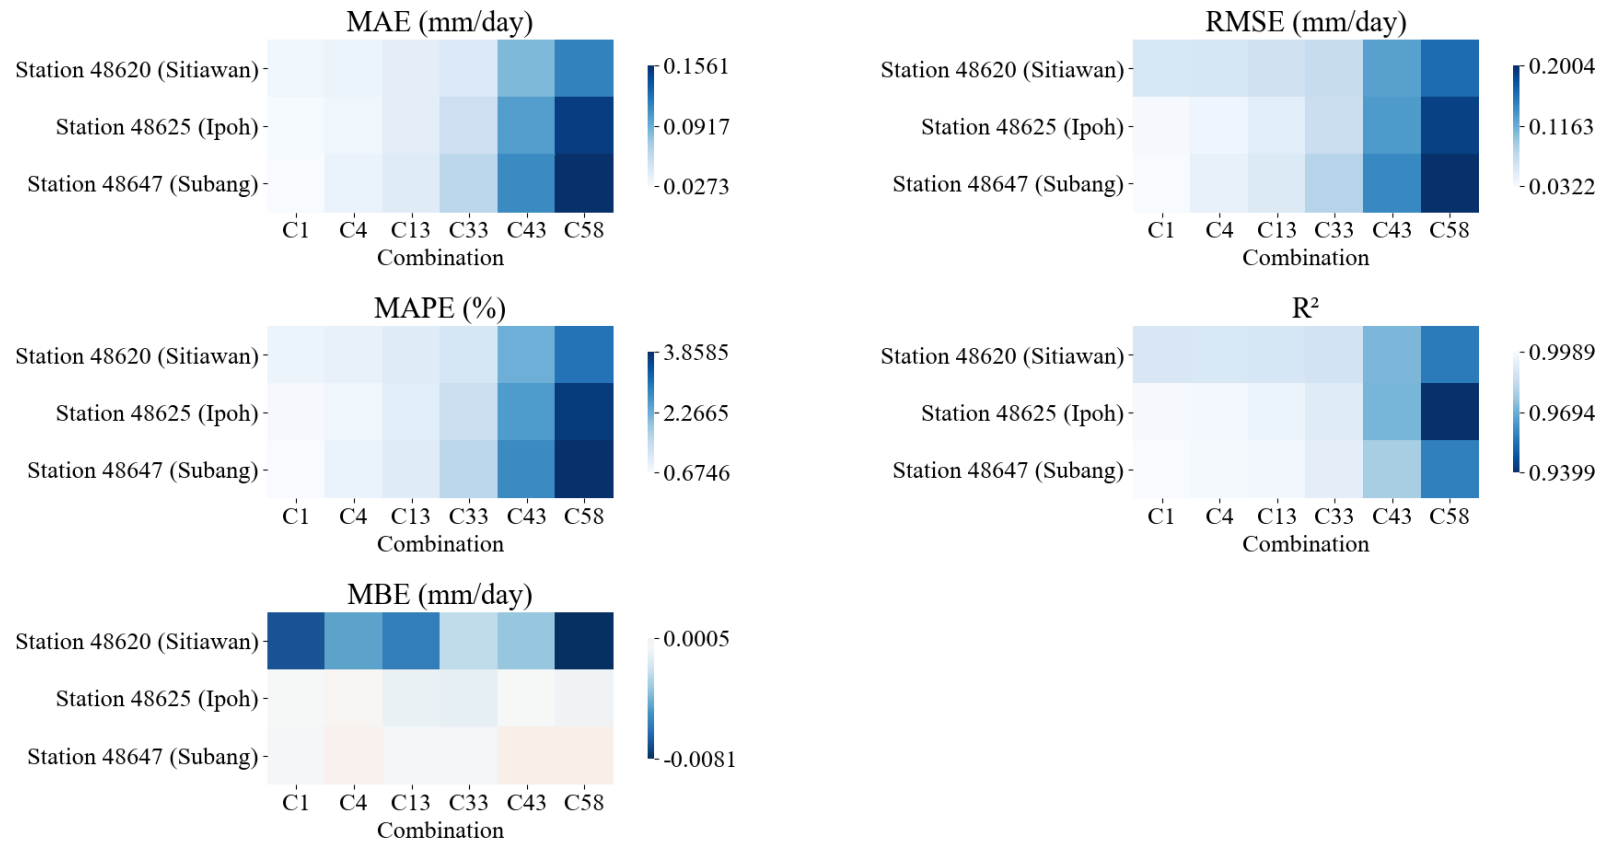 MAE (mm/day)
Station 48620 (Sitiawan)
Station 48625 (Ipoh)
Station 48647 (Subang)
C1 C4 C13 C33 C43 C58
Combination
0.1561
0.0917
0.0273
RMSE (mm/day)
Station 48620 (Sitiawan)
Station 48625 (Ipoh)
Station 48647 (Subang)
C1 C4 C13 C33 C43 C58
Combination
0.2004
0.1163
0.0322
MAPE (%)
Station 48620 (Sitiawan)
Station 48625 (Ipoh)
Station 48647 (Subang)
C1 C4 C13 C33 C43 C58
Combination
3.8585
2.2665
0.6746
R²
Station 48620 (Sitiawan)
Station 48625 (Ipoh)
Station 48647 (Subang)
C1 C4 C13 C33 C43 C58
Combination
0.9989
0.9694
0.9399
MBE (mm/day)
Station 48620 (Sitiawan)
Station 48625 (Ipoh)
Station 48647 (Subang)
C1 C4 C13 C33 C43 C58
Combination
0.0005
-0.0081